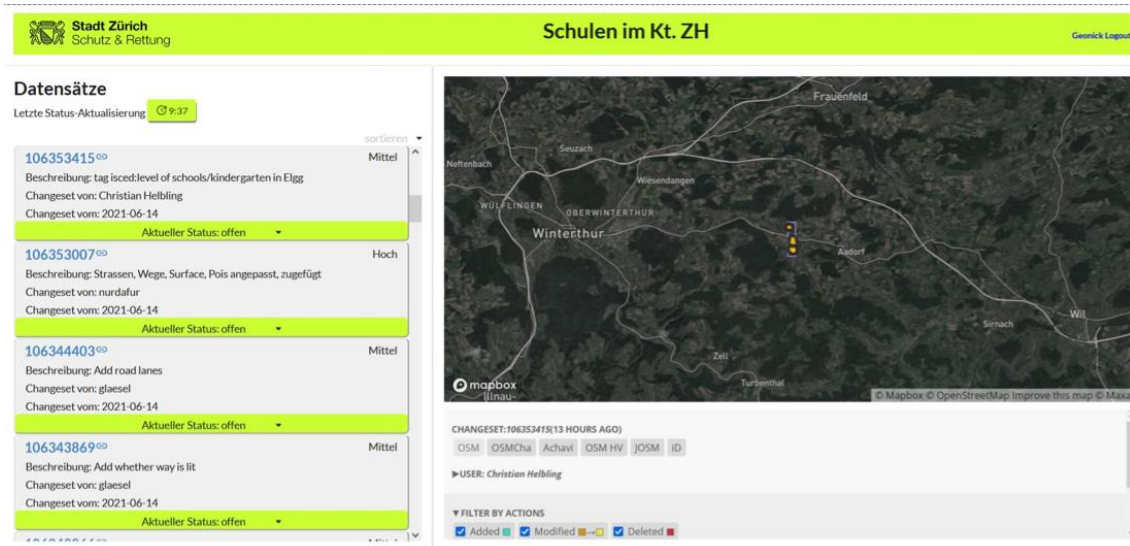 Stadt Zürich
Schutz & Rettung
Schulen im Kt. ZH
Geonick Logout
Datensätze
Letzte Status-Aktualisierung 9:37
sortieren
106353415 Mittel
Beschreibung: tag isced:level of schools/kindergarten in Elgg
Changeset von: Christian Helbling
Changeset vom: 2021-06-14
Aktueller Status: offen
106353007 Hoch
Beschreibung: Strassen, Wege, Surface, Pois angepasst, zugefügt
Changeset von: nurdafur
Changeset vom: 2021-06-14
Aktueller Status: offen
106344403 Mittel
Beschreibung: Add road lanes
Changeset von: glaesel
Changeset vom: 2021-06-14
Aktueller Status: offen
106343869 Mittel
Beschreibung: Add whether way is lit
Changeset von: glaesel
Changeset vom: 2021-06-14
Aktueller Status: offen
Frauenfeld
Seuzach
Neftenbach
Wiesendangen
WÜLFLINGEN
OBERWINTERTHUR
Winterthur
Aadorf
Wil
Sirnach
Zell
Turbenthal
mapbox
Illnau-
© Mapbox © OpenStreetMap Improve this map © Maxa
CHANGESET:106353415(13 HOURS AGO)
OSM OSMCha Achavi OSM HV JOSM iD
USER: Christian Helbling
FILTER BY ACTIONS
Added Modified Deleted